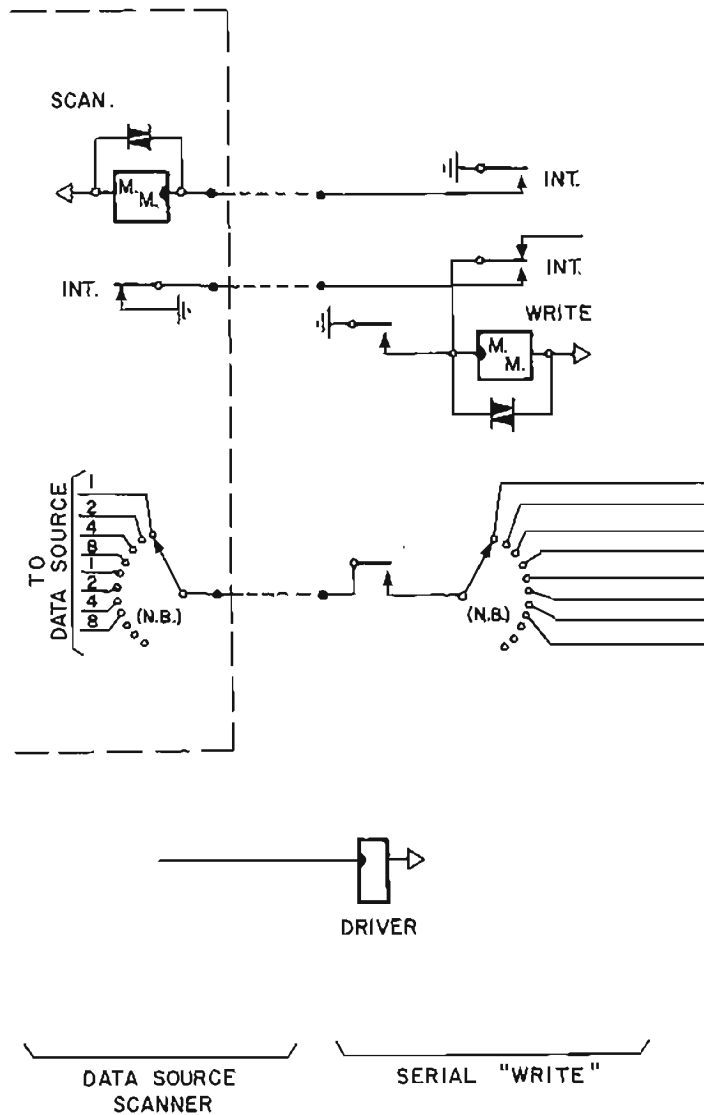 SCAN.
M.
M.
INT.
INT.
INT.
WRITE
M.
M.
TO
DATA SOURCE
1
2
4
8
1
2
4
8
(N.B.)
(N.B.)
DRIVER
DATA SOURCE
SCANNER
SERIAL "WRITE"